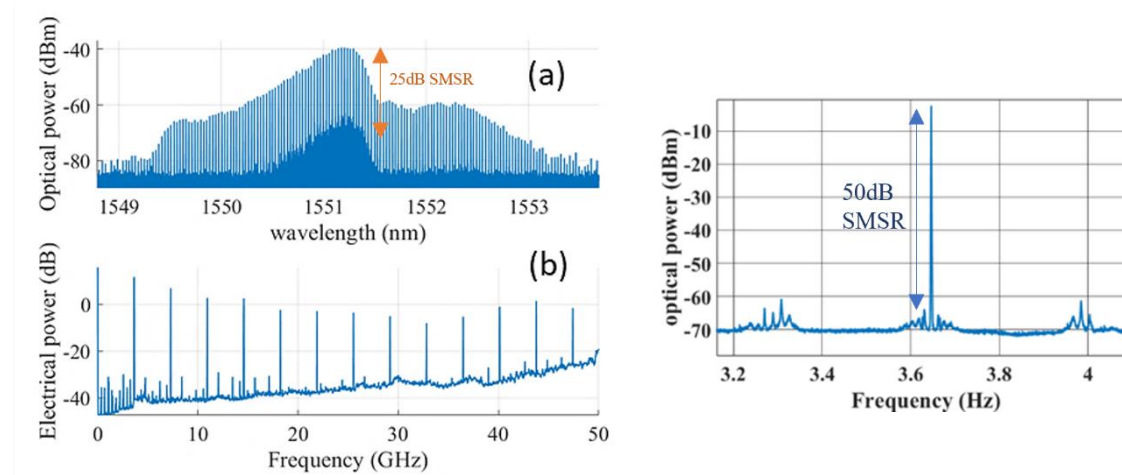 Optical power (dBm)
-40
-60
-80
25dB SMSR
(a)
1549
1550
1551
1552
1553
wavelength (nm)
Electrical power (dB)
0
-20
-40
(b)
0
10
20
30
40
50
Frequency (GHz)
optical power (dBm)
-10
-20
-30
-40
-50
-60
-70
50dB
SMSR
3.2
3.4
3.6
3.8
4
Frequency (Hz)